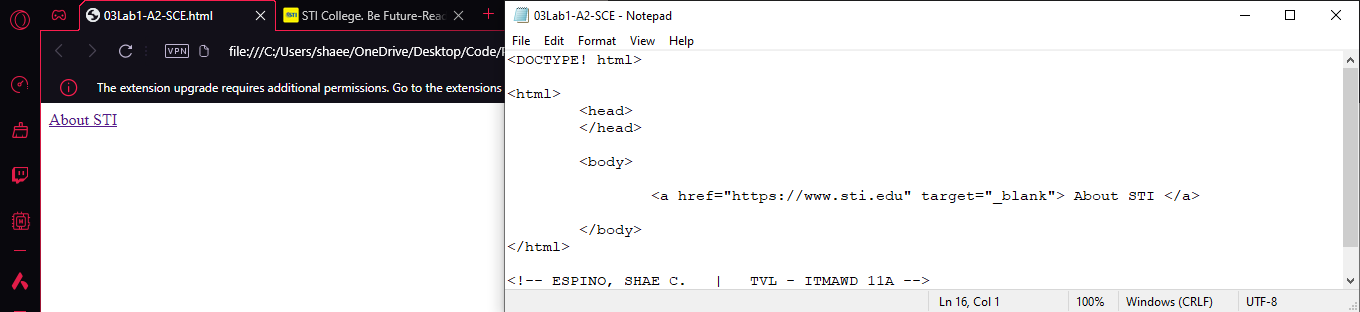 03Lab1-A2-SCE.html
STI College. Be Future-Read
VPN
file:///C:/Users/shaee/OneDrive/Desktop/Code/
The extension upgrade requires additional permissions. Go to the extensions
About STI
03Lab1-A2-SCE - Notepad
File Edit Format View Help
<DOCTYPE! html>
<html>
<head>
</head>
<body>
<a href="https://www.sti.edu" target="_blank"> About STI </a>
</body>
</html>
<!-- ESPINO, SHAE C. | TVL - ITMAWD 11A -->
Ln 16, Col 1 100% Windows (CRLF) UTF-8